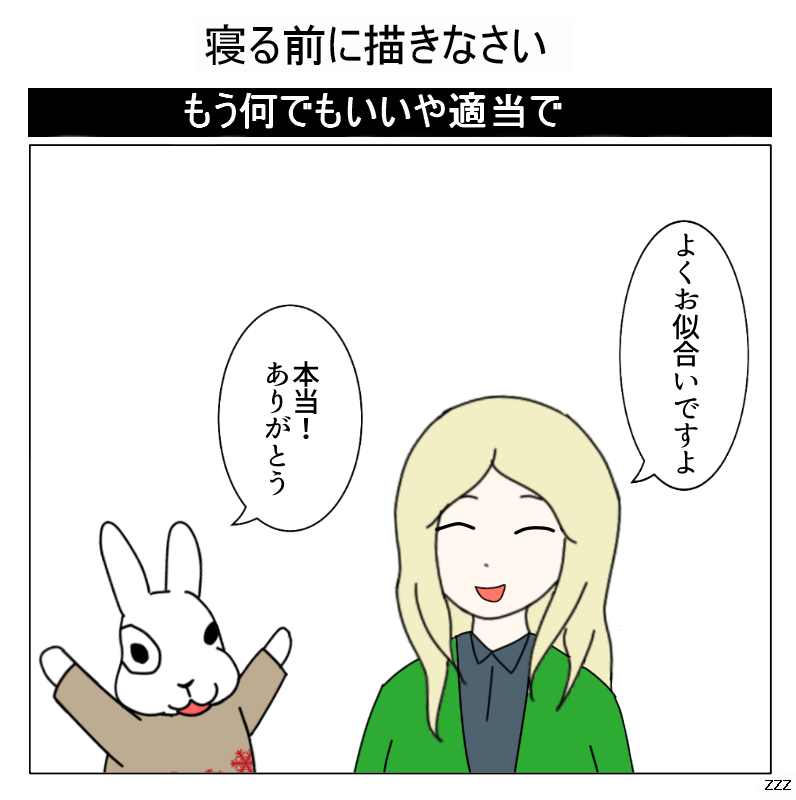 寝る前に描きなさい
もう何でもいいや適当で
よくお似合いですよ
本当！
ありがとう
zzz